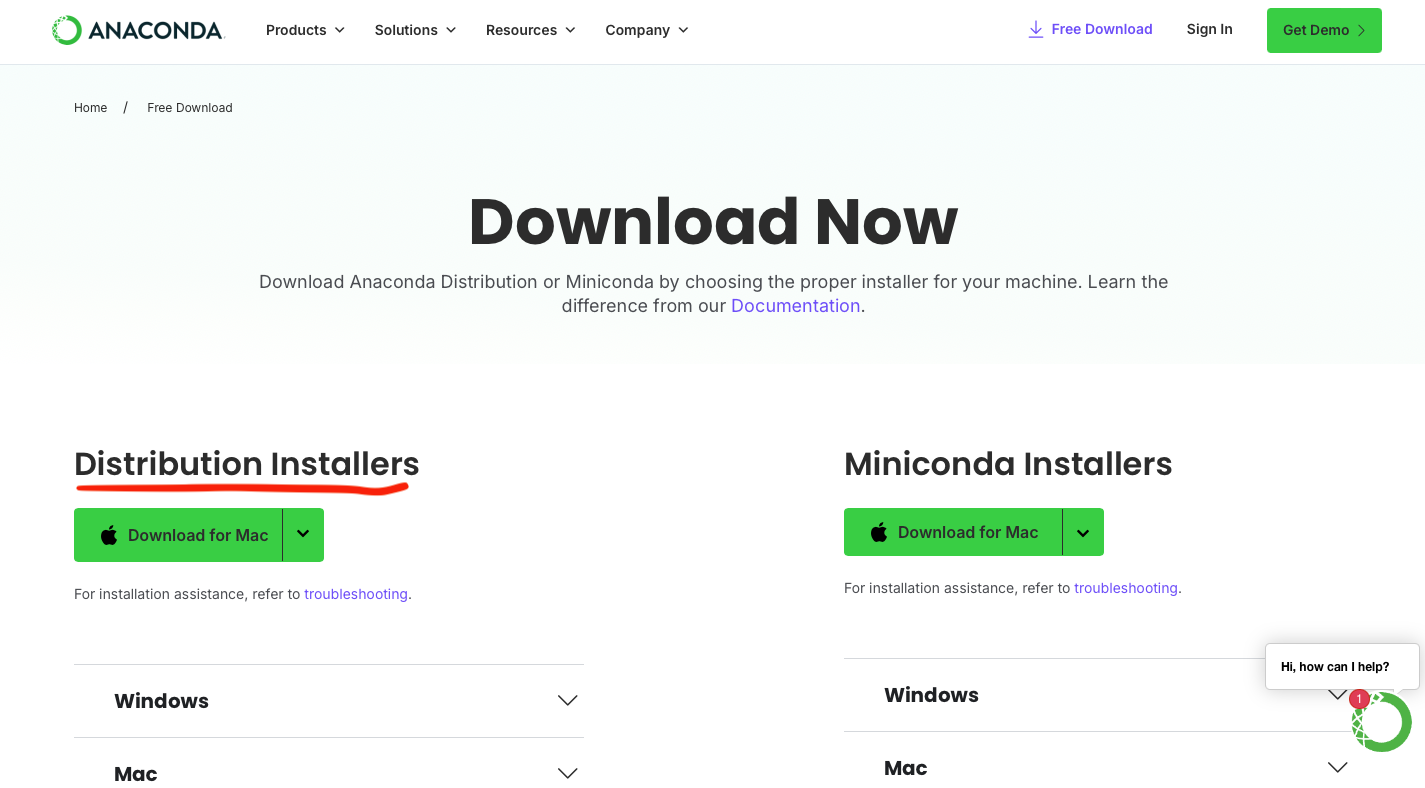 ANACONDA
Products
Solutions
Resources
Company
Free Download
Sign In
Get Demo
Home / Free Download
Download Now
Download Anaconda Distribution or Miniconda by choosing the proper installer for your machine. Learn the
difference from our Documentation.
Distribution Installers
Download for Mac
For installation assistance, refer to troubleshooting.
Windows
Mac
Miniconda Installers
Download for Mac
For installation assistance, refer to troubleshooting.
Windows
Mac
Hi, how can I help?
1